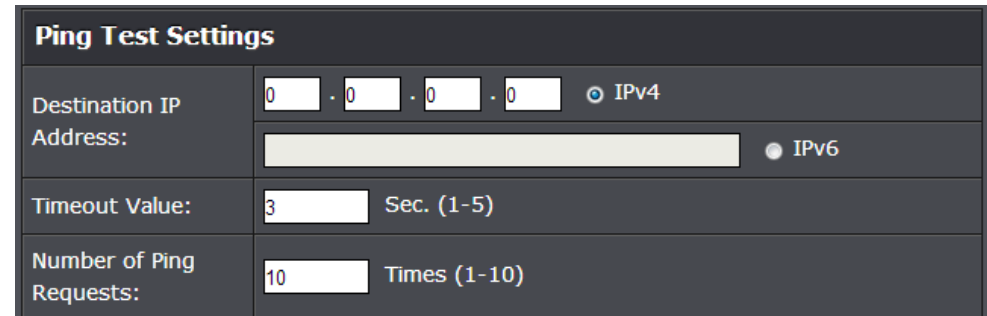 Ping Test Settings
Destination IP
Address:
0 . 0 . 0 . 0 IPv4
IPv6
Timeout Value:
3 Sec. (1-5)
Number of Ping
Requests:
10 Times (1-10)